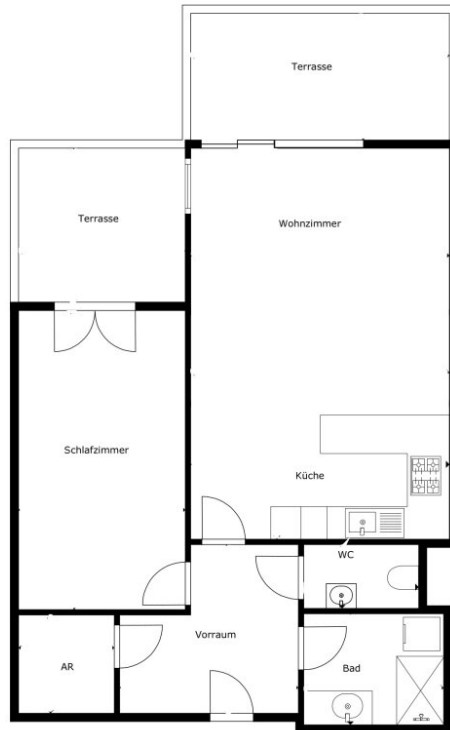 Terrasse
Terrasse
Wohnzimmer
Schlafzimmer
Küche
WC
Vorraum
AR
Bad